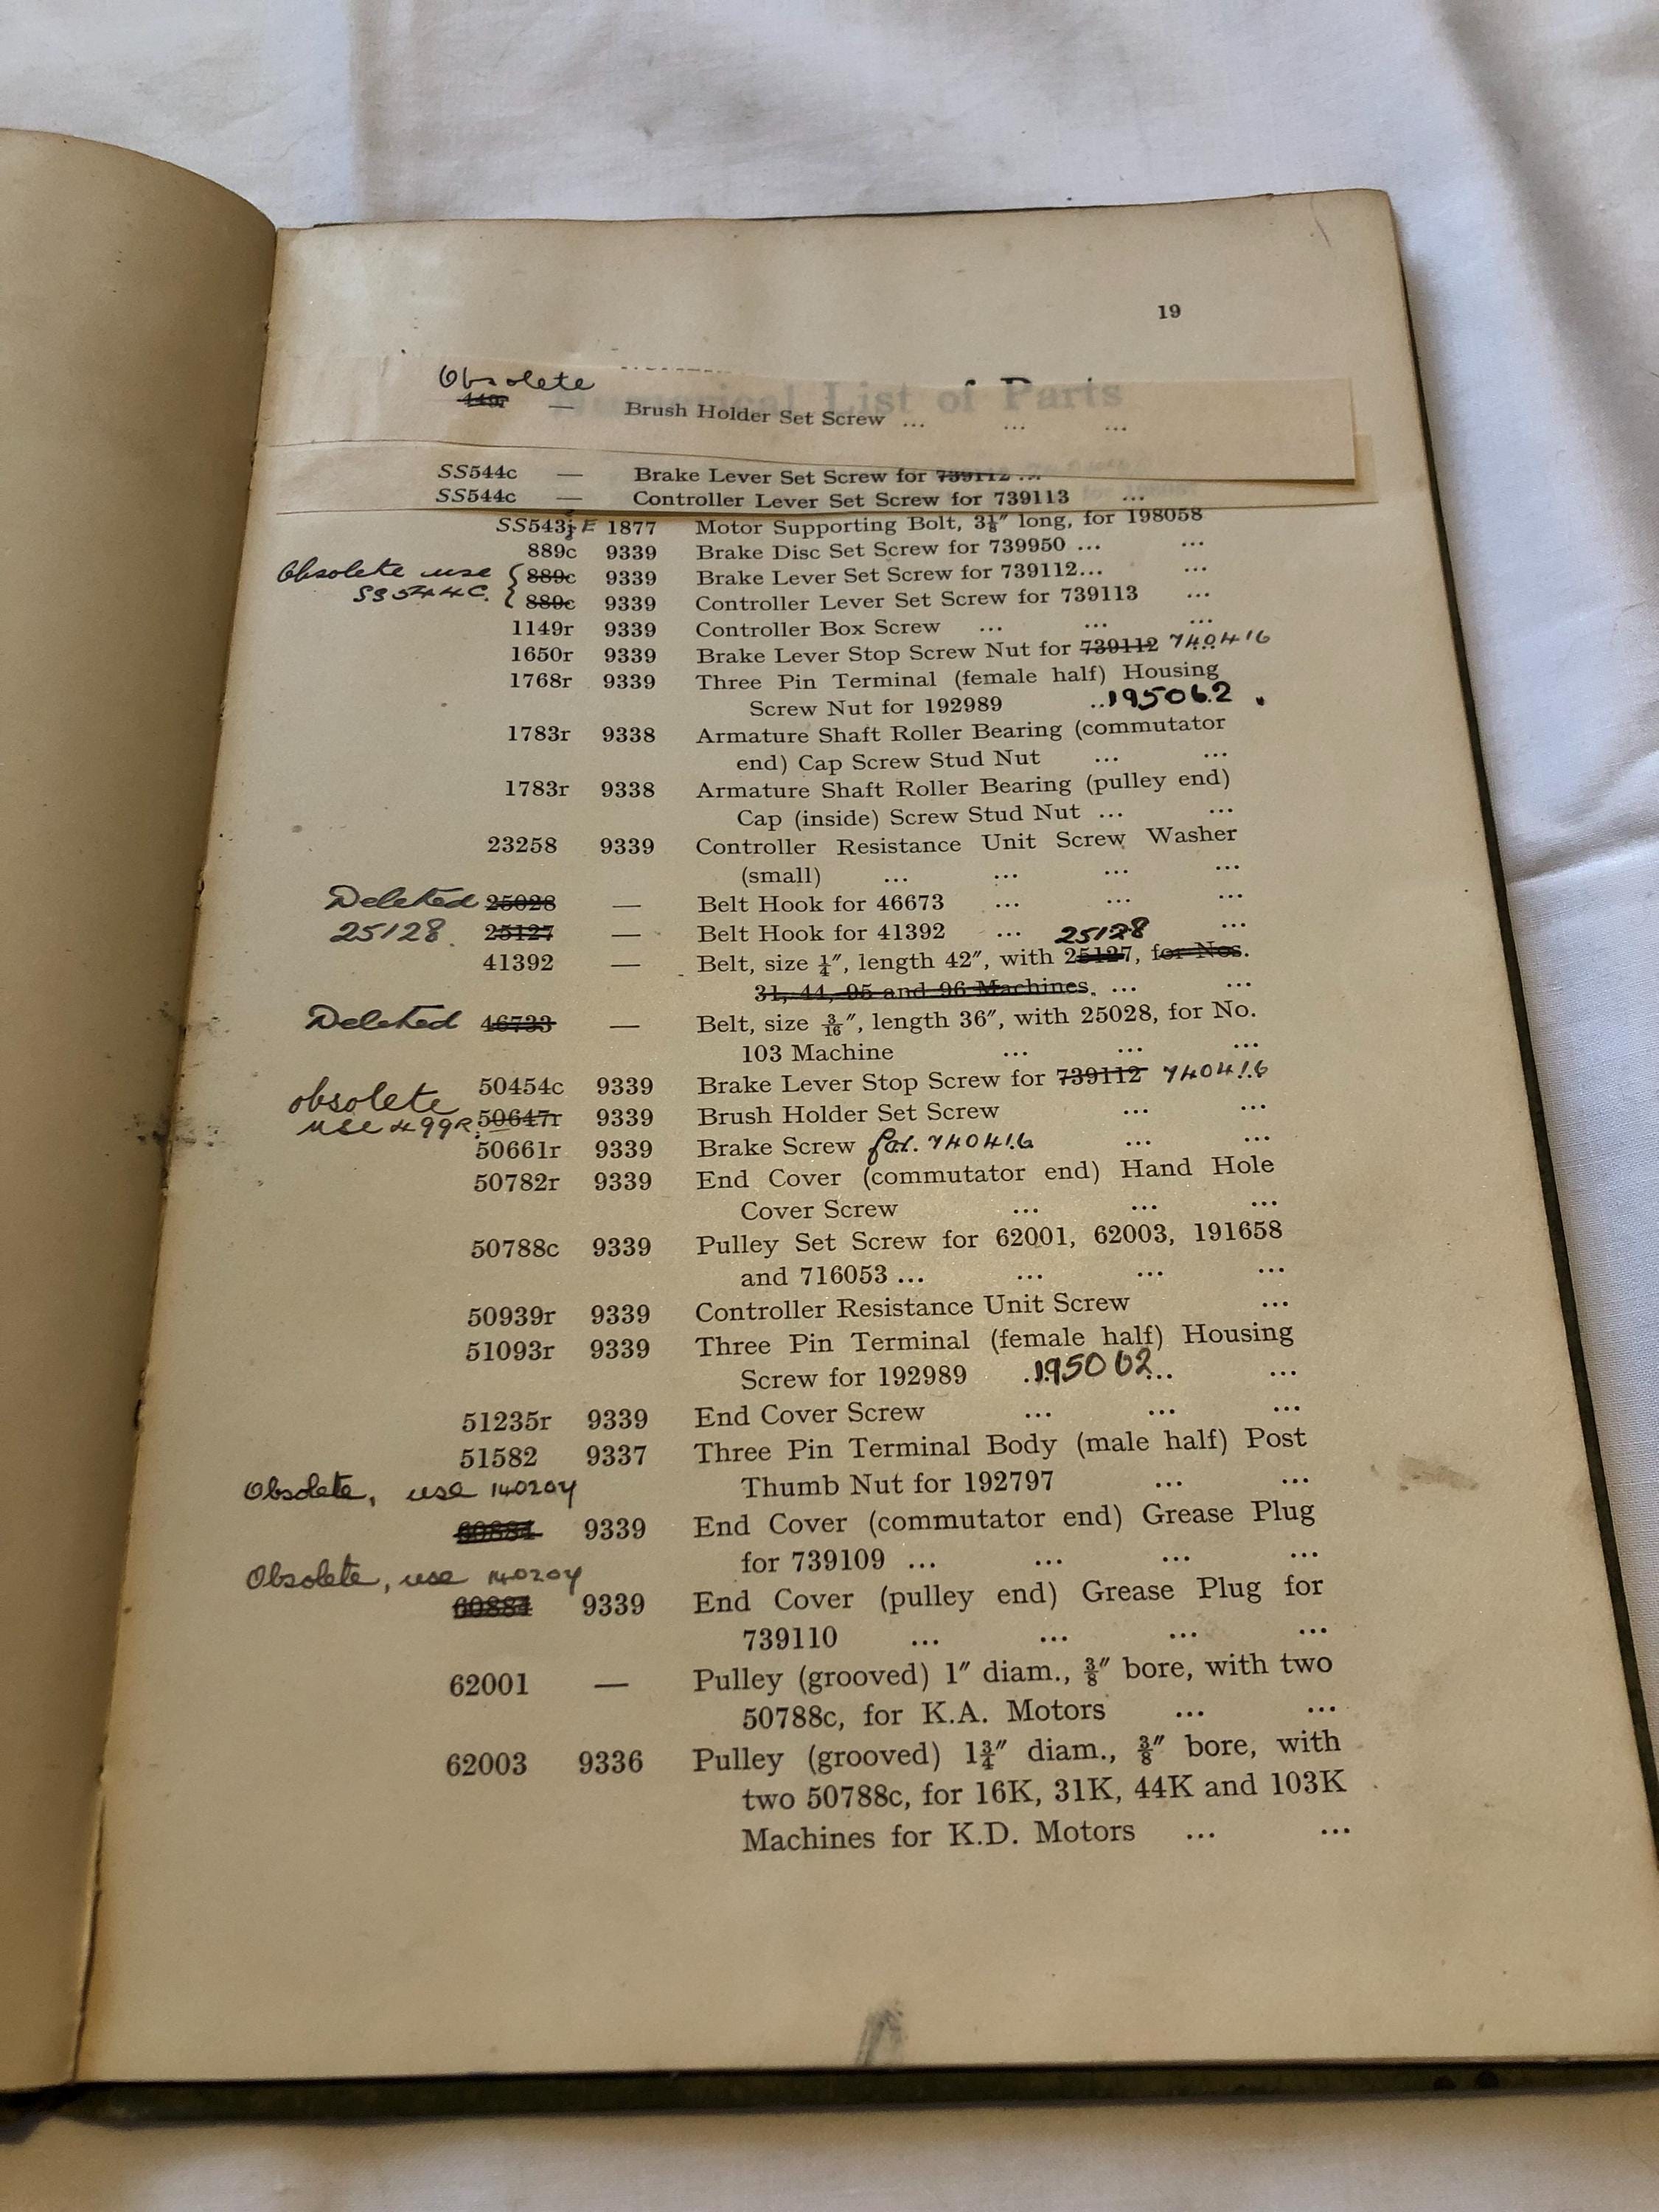 19
Numerical List of Parts
Obsolete
— Brush Holder Set Screw ... ... ...
SS544c — Brake Lever Set Screw for 739112 ...
SS544c — Controller Lever Set Screw for 739113 ...
SS543j E 1877 Motor Supporting Bolt, 3⅛″ long, for 198058
889c 9339 Brake Disc Set Screw for 739950 ... ...
Obsolete use { 889c 9339 Brake Lever Set Screw for 739112... ...
SS544C. { 889c 9339 Controller Lever Set Screw for 739113 ...
1149r 9339 Controller Box Screw ... ... ...
1650r 9339 Brake Lever Stop Screw Nut for 739112 740416
1768r 9339 Three Pin Terminal (female half) Housing
Screw Nut for 192989 ..195062
1783r 9338 Armature Shaft Roller Bearing (commutator
end) Cap Screw Stud Nut ... ...
1783r 9338 Armature Shaft Roller Bearing (pulley end)
Cap (inside) Screw Stud Nut ... ...
23258 9339 Controller Resistance Unit Screw Washer
(small) ... ... ... ...
Deleted 25028 — Belt Hook for 46673 ... ... ...
25128. 25127 — Belt Hook for 41392 ... 25128 ...
41392 — Belt, size ¼″, length 42″, with 25127, for Nos.
31, 44, 95 and 96 Machines. ... ...
Deleted 46733 — Belt, size 3/16″, length 36″, with 25028, for No.
103 Machine ... ... ...
50454c 9339 Brake Lever Stop Screw for 739112 740416
obsolete
use 499R. 50647r 9339 Brush Holder Set Screw ... ...
50661r 9339 Brake Screw for 740416 ... ...
50782r 9339 End Cover (commutator end) Hand Hole
Cover Screw ... ... ...
50788c 9339 Pulley Set Screw for 62001, 62003, 191658
and 716053 ... ... ... ...
50939r 9339 Controller Resistance Unit Screw ...
51093r 9339 Three Pin Terminal (female half) Housing
Screw for 192989 .195062... ...
51235r 9339 End Cover Screw ... ... ...
51582 9337 Three Pin Terminal Body (male half) Post
Thumb Nut for 192797 ... ...
Obsolete, use 140204
60884 9339 End Cover (commutator end) Grease Plug
for 739109 ... ... ... ...
Obsolete, use 140204
60884 9339 End Cover (pulley end) Grease Plug for
739110 ... ... ... ...
62001 — Pulley (grooved) 1″ diam., ⅜″ bore, with two
50788c, for K.A. Motors ... ...
62003 9336 Pulley (grooved) 1¾″ diam., ⅜″ bore, with
two 50788c, for 16K, 31K, 44K and 103K
Machines for K.D. Motors ... ...